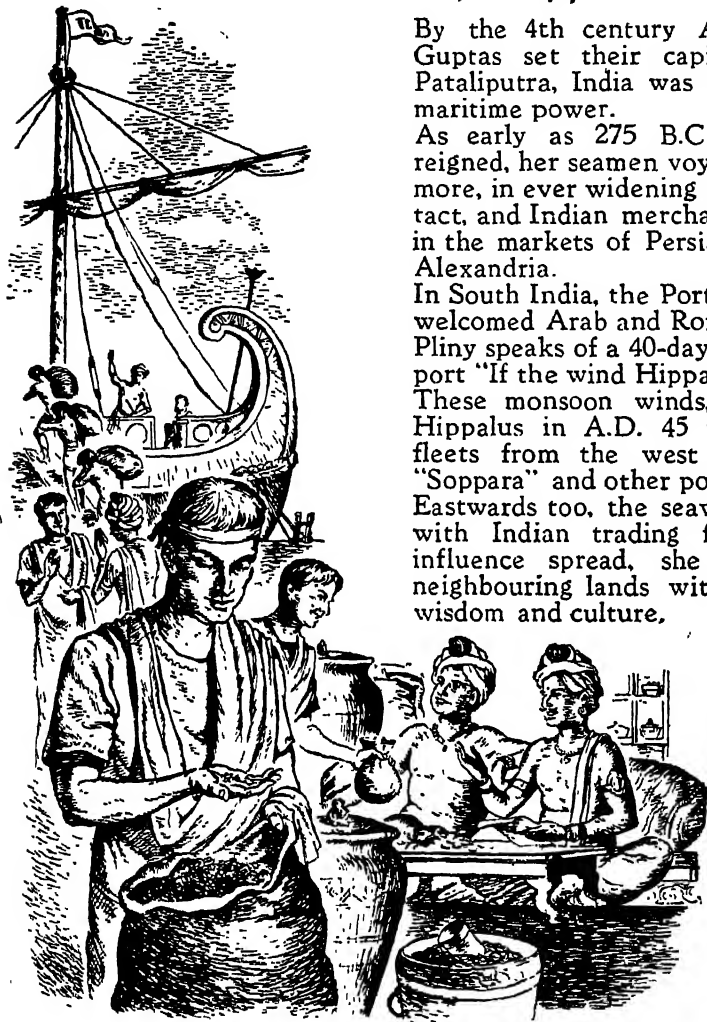 By the 4th century A
Guptas set their capi
Pataliputra, India was
maritime power.
As early as 275 B.C
reigned, her seamen voy
more, in ever widening
tact, and Indian mercha
in the markets of Persi
Alexandria.
In South India, the Port
welcomed Arab and Ro
Pliny speaks of a 40-day
port "If the wind Hippa
These monsoon winds,
Hippalus in A.D. 45
fleets from the west
"Soppara" and other po
Eastwards too, the seaw
with Indian trading f
influence spread, she
neighbouring lands wit
wisdom and culture,